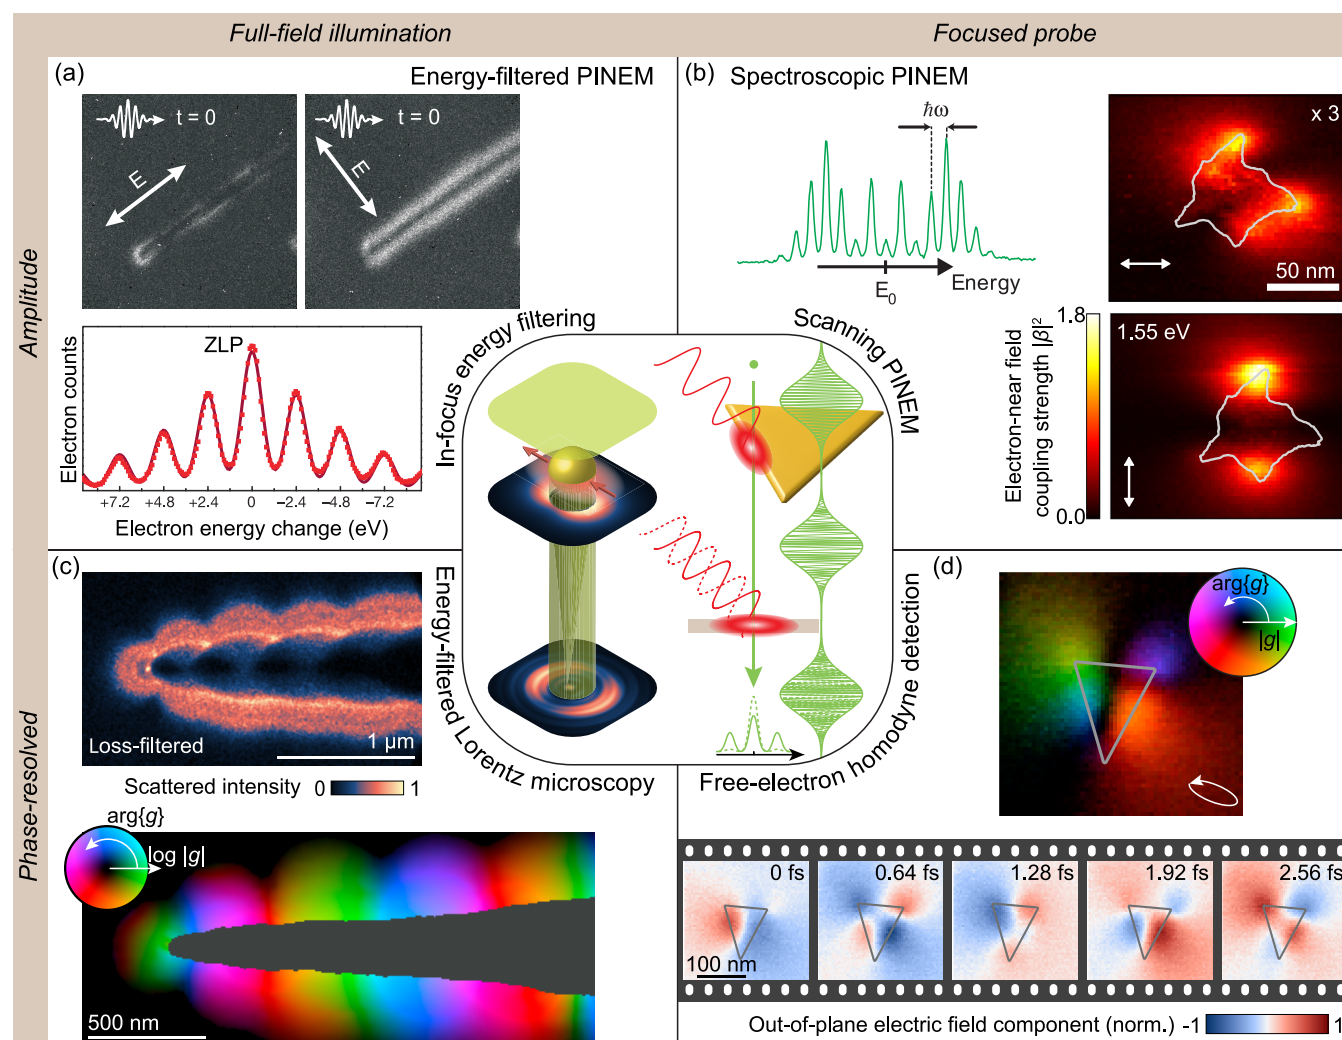 Full-field illumination
Focused probe
Amplitude
Phase-resolved
(a)
Energy-filtered PINEM
t = 0
E
t = 0
E
ZLP
Electron counts
+7.2 +4.8 +2.4 0 −2.4 −4.8 −7.2
Electron energy change (eV)
(b)
Spectroscopic PINEM
ħω
E0
Energy
x 3
50 nm
1.8
0.0
Electron-near field
coupling strength |β|²
1.55 eV
In-focus energy filtering
Scanning PINEM
Energy-filtered Lorentz microscopy
Free-electron homodyne detection
(c)
Loss-filtered
1 µm
Scattered intensity 0 1
arg{g}
log |g|
500 nm
(d)
arg{g}
|g|
0 fs
0.64 fs
1.28 fs
1.92 fs
2.56 fs
100 nm
Out-of-plane electric field component (norm.) -1 1